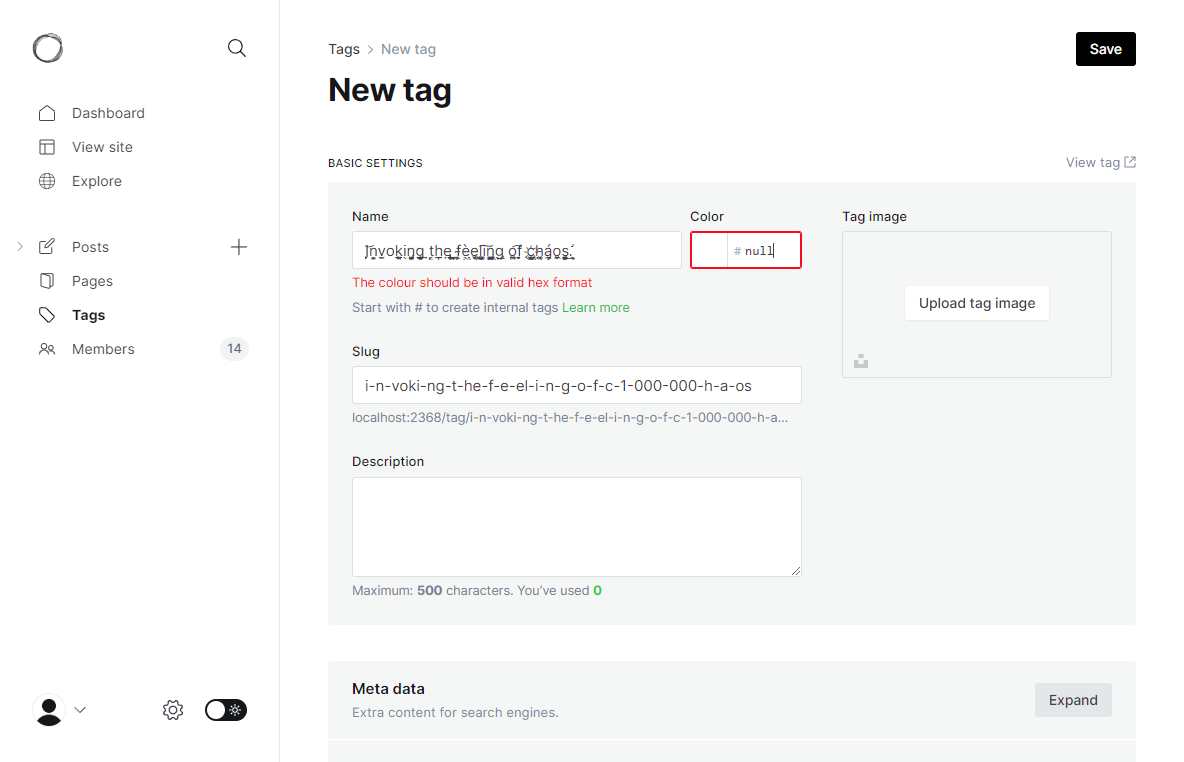 Tags > New tag
Save
New tag
Dashboard
View site
Explore
Posts
Pages
Tags
Members 14
BASIC SETTINGS
View tag
Name
Color
Tag image
Invoking the feeling of chaos.
# null
The colour should be in valid hex format
Start with # to create internal tags Learn more
Upload tag image
Slug
i-n-voki-ng-t-he-f-e-el-i-n-g-o-f-c-1-000-000-h-a-os
localhost:2368/tag/i-n-voki-ng-t-he-f-e-el-i-n-g-o-f-c-1-000-000-h-a...
Description
Maximum: 500 characters. You’ve used 0
Meta data
Extra content for search engines.
Expand